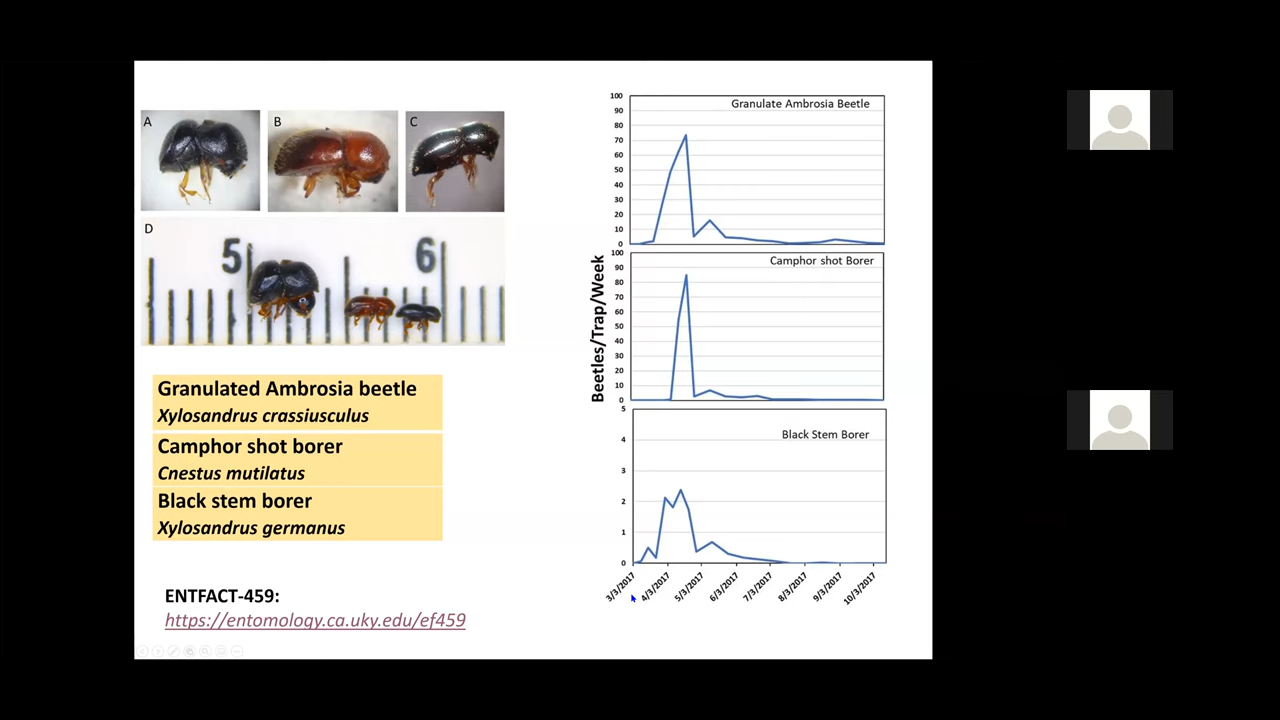 A
B
C
D
5
6
Granulated Ambrosia beetle
Xylosandrus crassiusculus
Camphor shot borer
Cnestus mutilatus
Black stem borer
Xylosandrus germanus
ENTFACT-459:
https://entomology.ca.uky.edu/ef459
Beetles/Trap/Week
Granulate Ambrosia Beetle
100
90
80
70
60
50
40
30
20
10
0
Camphor shot Borer
100
90
80
70
60
50
40
30
20
10
0
Black Stem Borer
5
4
3
2
1
0
3/3/2017
4/3/2017
5/3/2017
6/3/2017
7/3/2017
8/3/2017
9/3/2017
10/3/2017